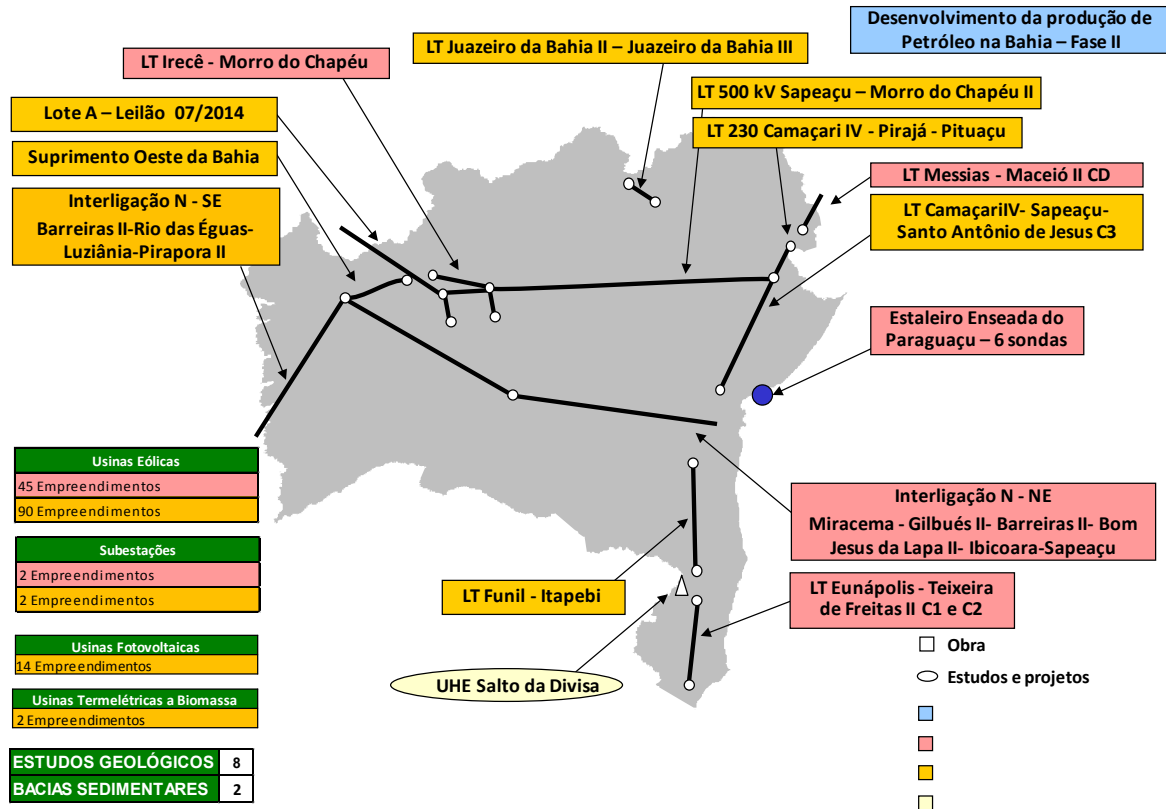 Desenvolvimento da produção de
Petróleo na Bahia – Fase II
LT Juazeiro da Bahia II – Juazeiro da Bahia III
LT Irecê - Morro do Chapéu
LT 500 kV Sapeaçu – Morro do Chapéu II
Lote A – Leilão 07/2014
LT 230 Camaçari IV - Pirajá - Pituaçu
Suprimento Oeste da Bahia
LT Messias - Maceió II CD
Interligação N - SE
Barreiras II-Rio das Éguas-
Luziânia-Pirapora II
LT CamaçariIV- Sapeaçu-
Santo Antônio de Jesus C3
Estaleiro Enseada do
Paraguaçu – 6 sondas
Usinas Eólicas
45 Empreendimentos
90 Empreendimentos
Interligação N - NE
Miracema - Gilbués II- Barreiras II- Bom
Jesus da Lapa II- Ibicoara-Sapeaçu
Subestações
2 Empreendimentos
2 Empreendimentos
LT Funil - Itapebi
LT Eunápolis - Teixeira
de Freitas II C1 e C2
Usinas Fotovoltaicas
14 Empreendimentos
Obra
UHE Salto da Divisa
Estudos e projetos
Usinas Termelétricas a Biomassa
2 Empreendimentos
ESTUDOS GEOLÓGICOS 8
BACIAS SEDIMENTARES 2